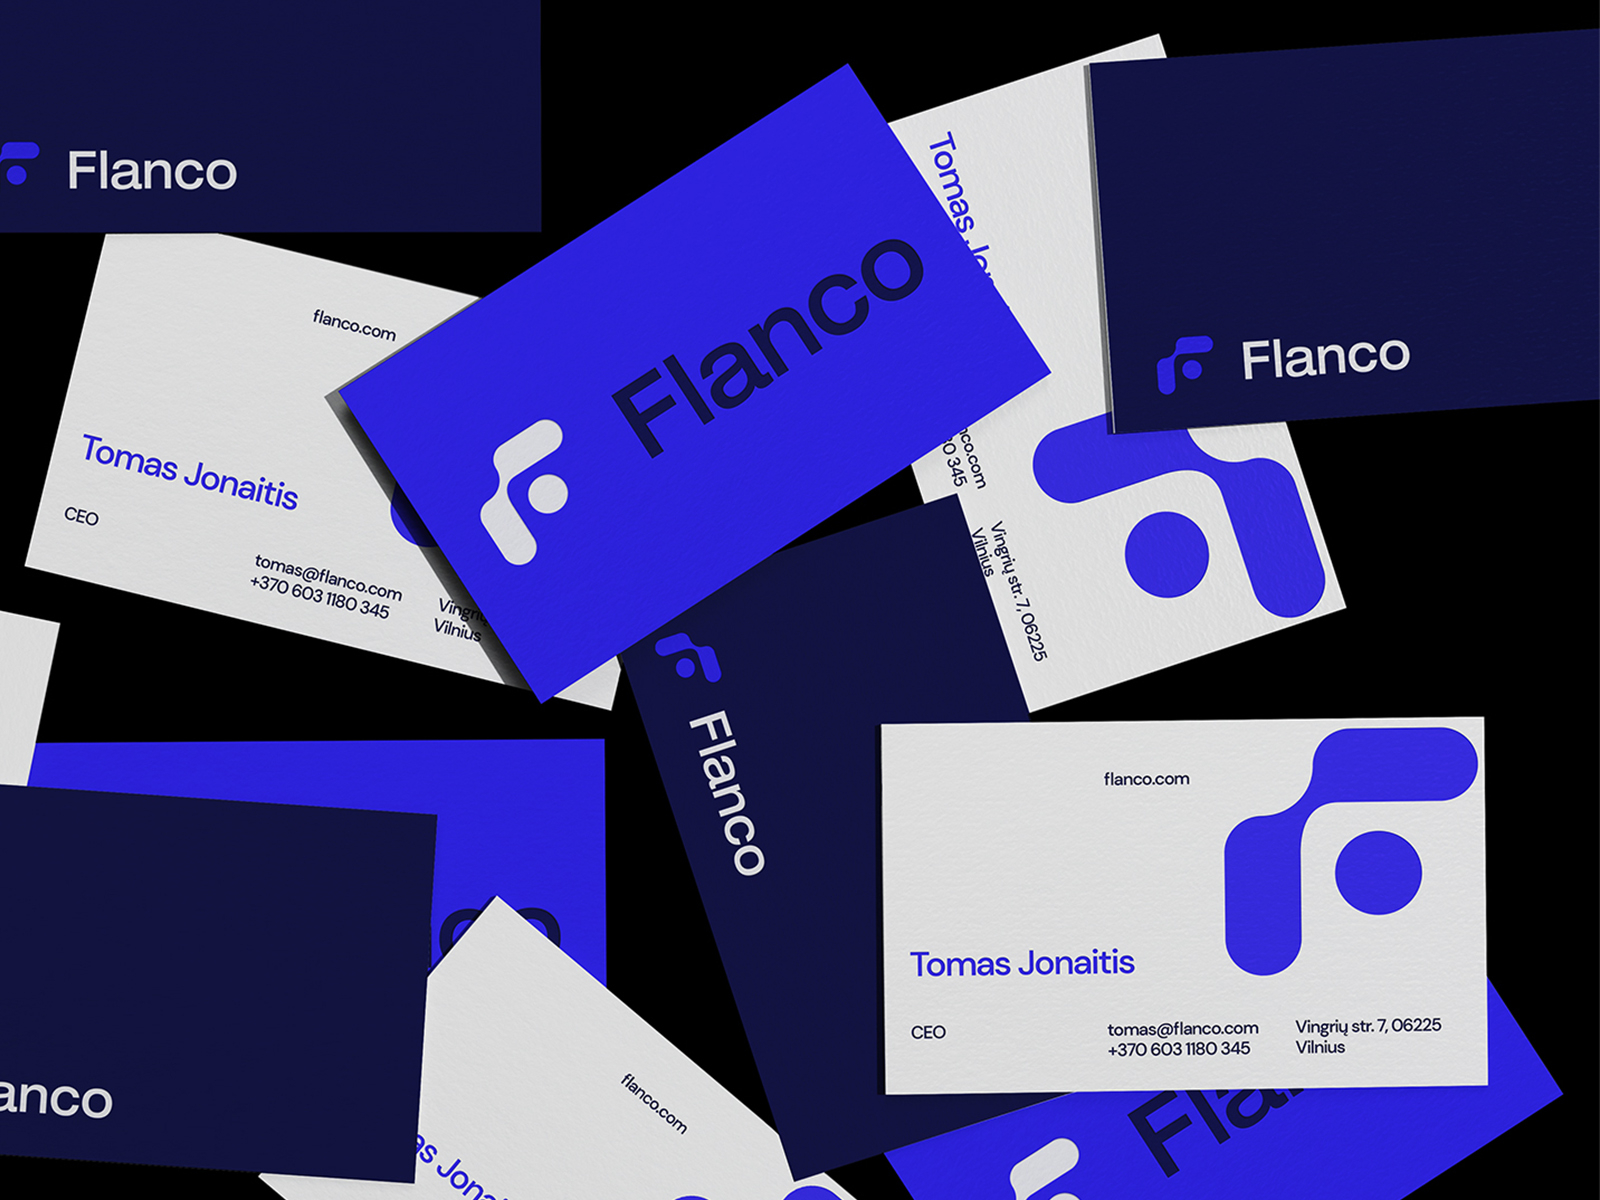 Flanco
flanco.com
Tomas Jonaitis
CEO
tomas@flanco.com
+370 603 1180 345
Vingrių
Vilnius
Flanco
Tomas
Vingrių str. 7, 06225
Vilnius
Flanco
Flanco
flanco.com
Tomas Jonaitis
CEO
tomas@flanco.com
+370 603 1180 345
Vingrių str. 7, 06225
Vilnius
flanco.com